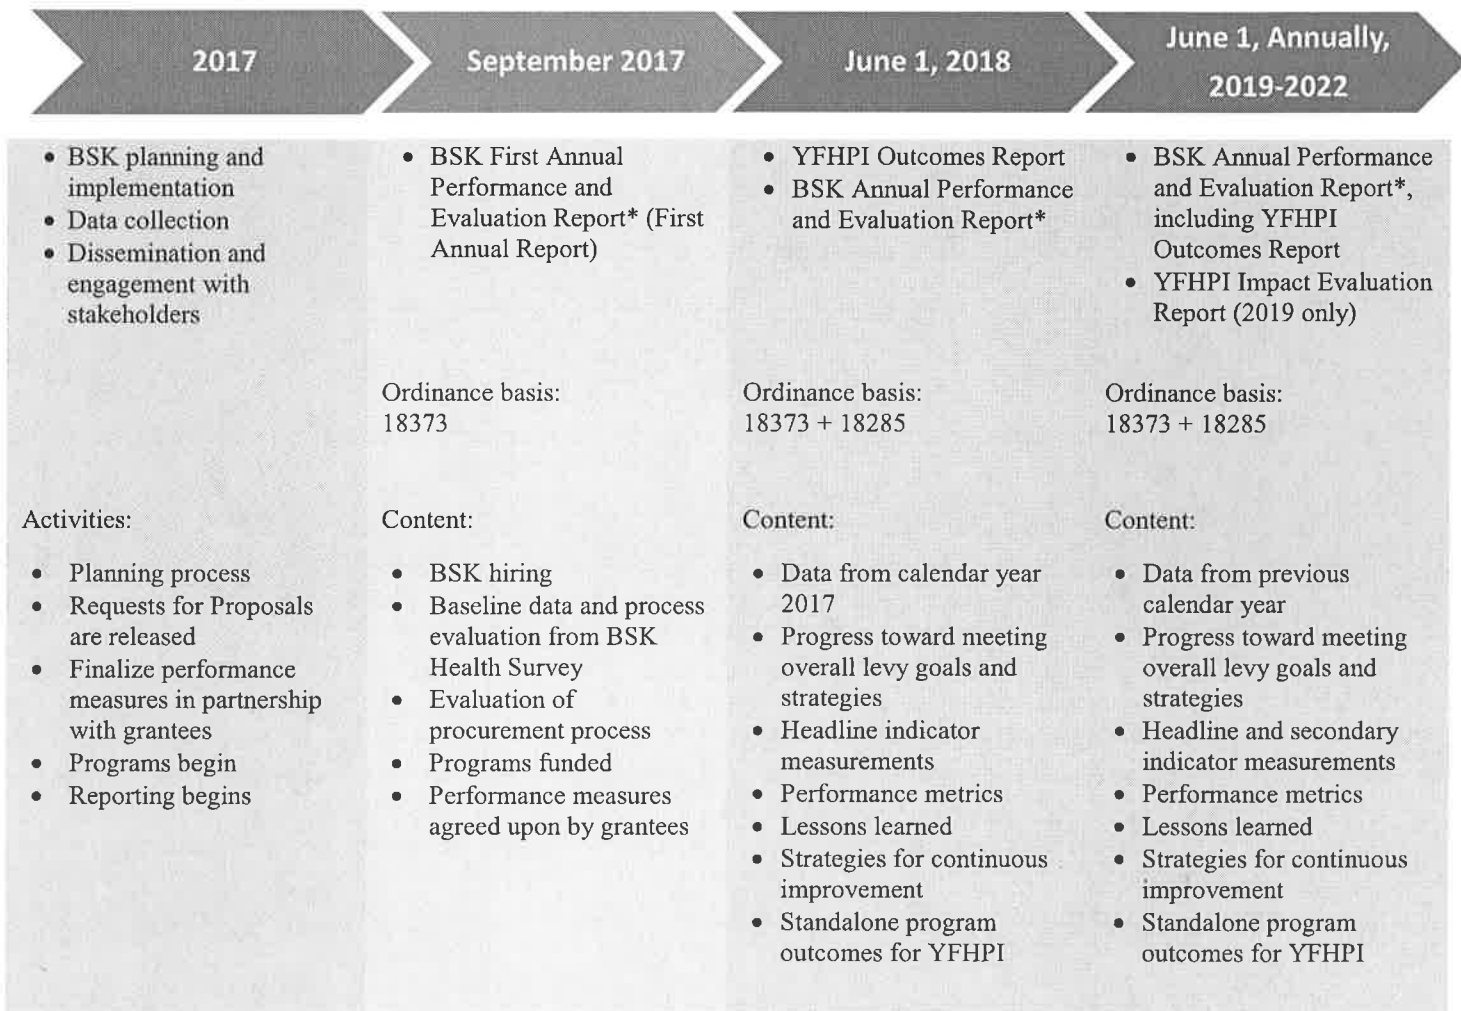 2017
September 2017
June 1, 2018
June 1, Annually,
2019-2022
• BSK planning and
implementation
• Data collection
• Dissemination and
engagement with
stakeholders
• BSK First Annual
Performance and
Evaluation Report* (First
Annual Report)
• YFHPI Outcomes Report
• BSK Annual Performance
and Evaluation Report*
• BSK Annual Performance
and Evaluation Report*,
including YFHPI
Outcomes Report
• YFHPI Impact Evaluation
Report (2019 only)
Ordinance basis:
18373
Ordinance basis:
18373 + 18285
Ordinance basis:
18373 + 18285
Activities:
• Planning process
• Requests for Proposals
are released
• Finalize performance
measures in partnership
with grantees
• Programs begin
• Reporting begins
Content:
• BSK hiring
• Baseline data and process
evaluation from BSK
Health Survey
• Evaluation of
procurement process
• Programs funded
• Performance measures
agreed upon by grantees
Content:
• Data from calendar year
2017
• Progress toward meeting
overall levy goals and
strategies
• Headline indicator
measurements
• Performance metrics
• Lessons learned
• Strategies for continuous
improvement
• Standalone program
outcomes for YFHPI
Content:
• Data from previous
calendar year
• Progress toward meeting
overall levy goals and
strategies
• Headline and secondary
indicator measurements
• Performance metrics
• Lessons learned
• Strategies for continuous
improvement
• Standalone program
outcomes for YFHPI